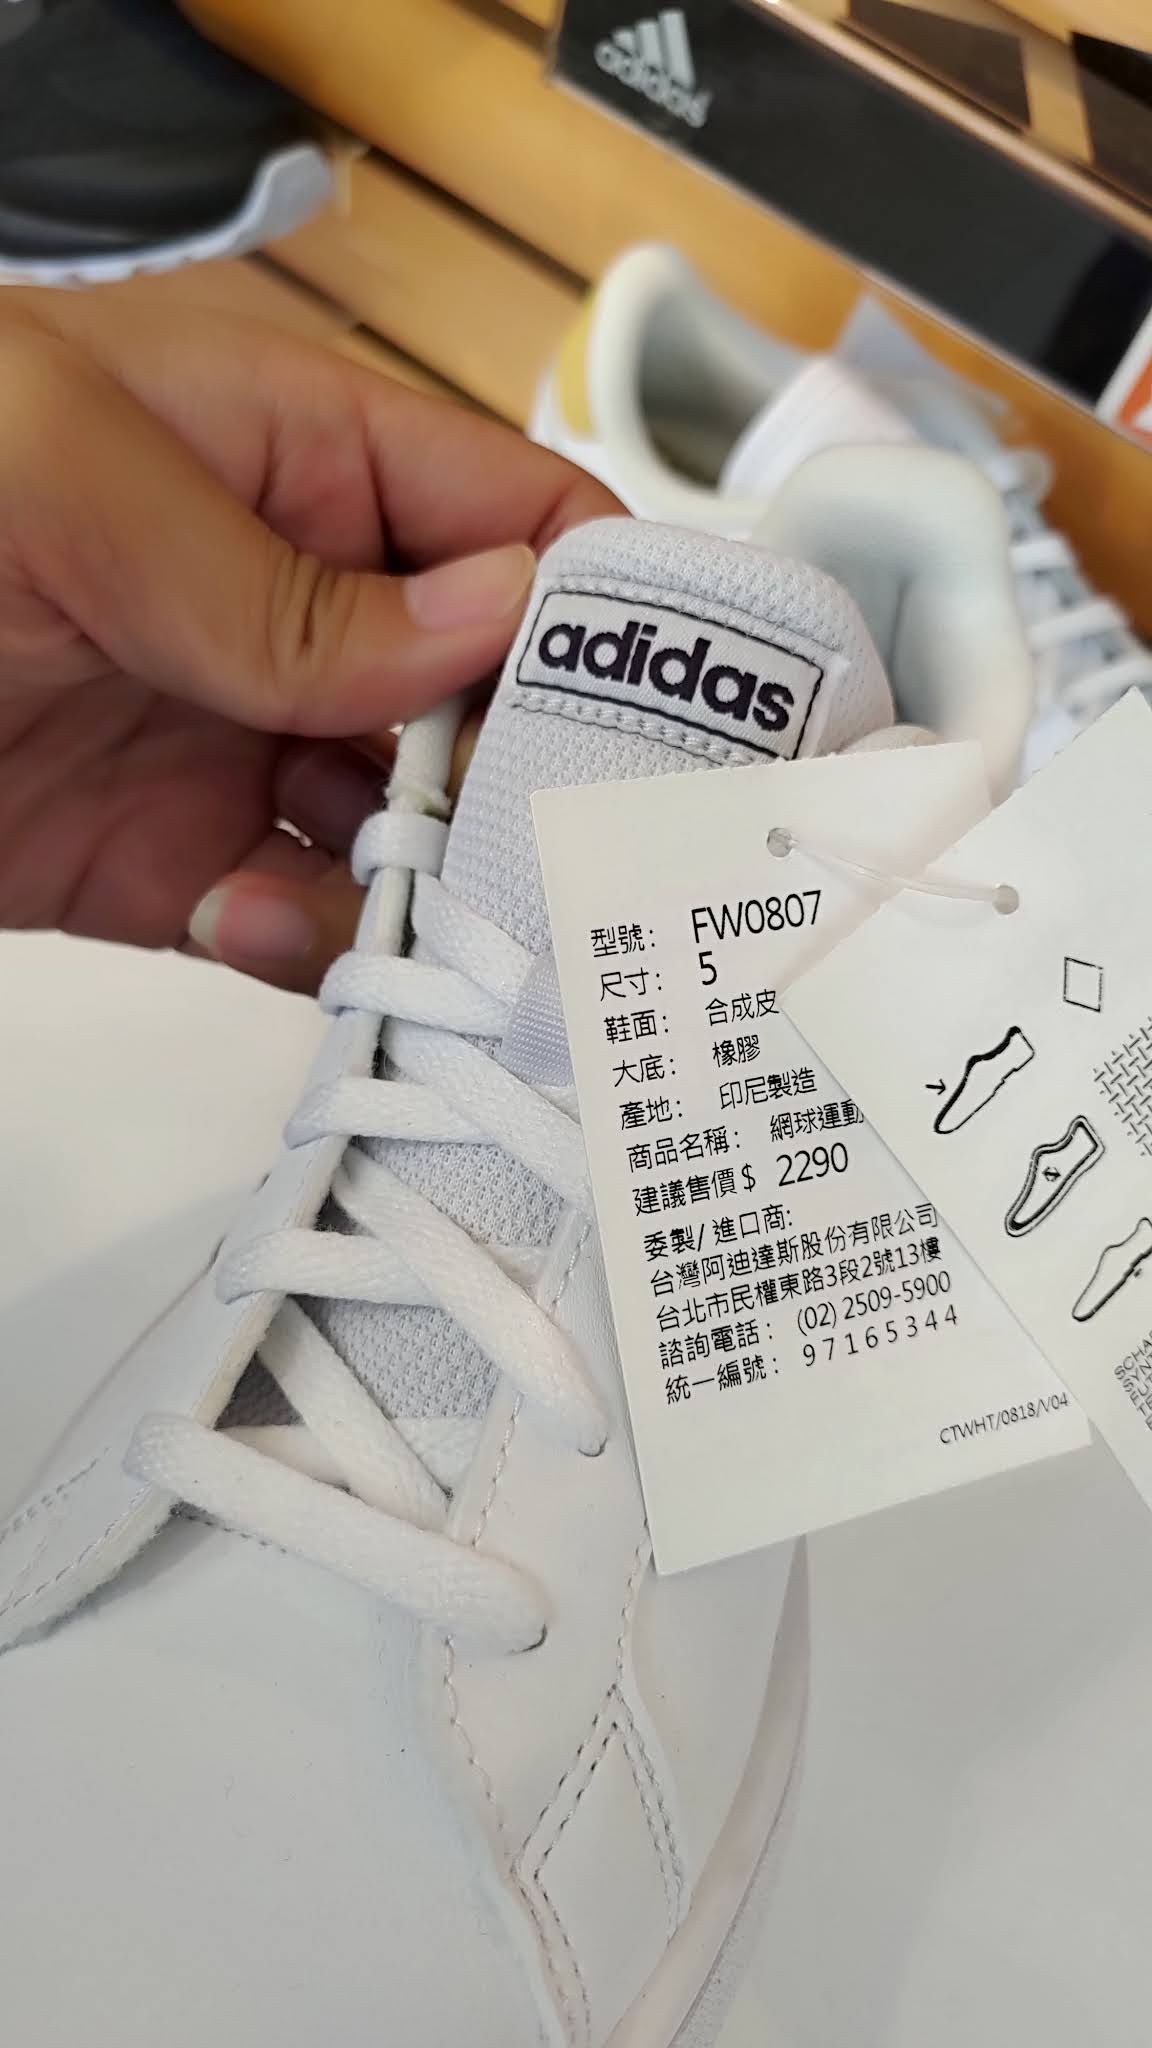 adidas
adidas
型號： FW0807
尺寸： 5
鞋面： 合成皮
大底： 橡膠
產地： 印尼製造
商品名稱： 網球運動
建議售價$ 2290
委製/ 進口商:
台灣阿迪達斯股份有限公司
台北市民權東路3段2號13樓
諮詢電話： (02) 2509-5900
統一編號： 97165344
CTWHT/0818/V04